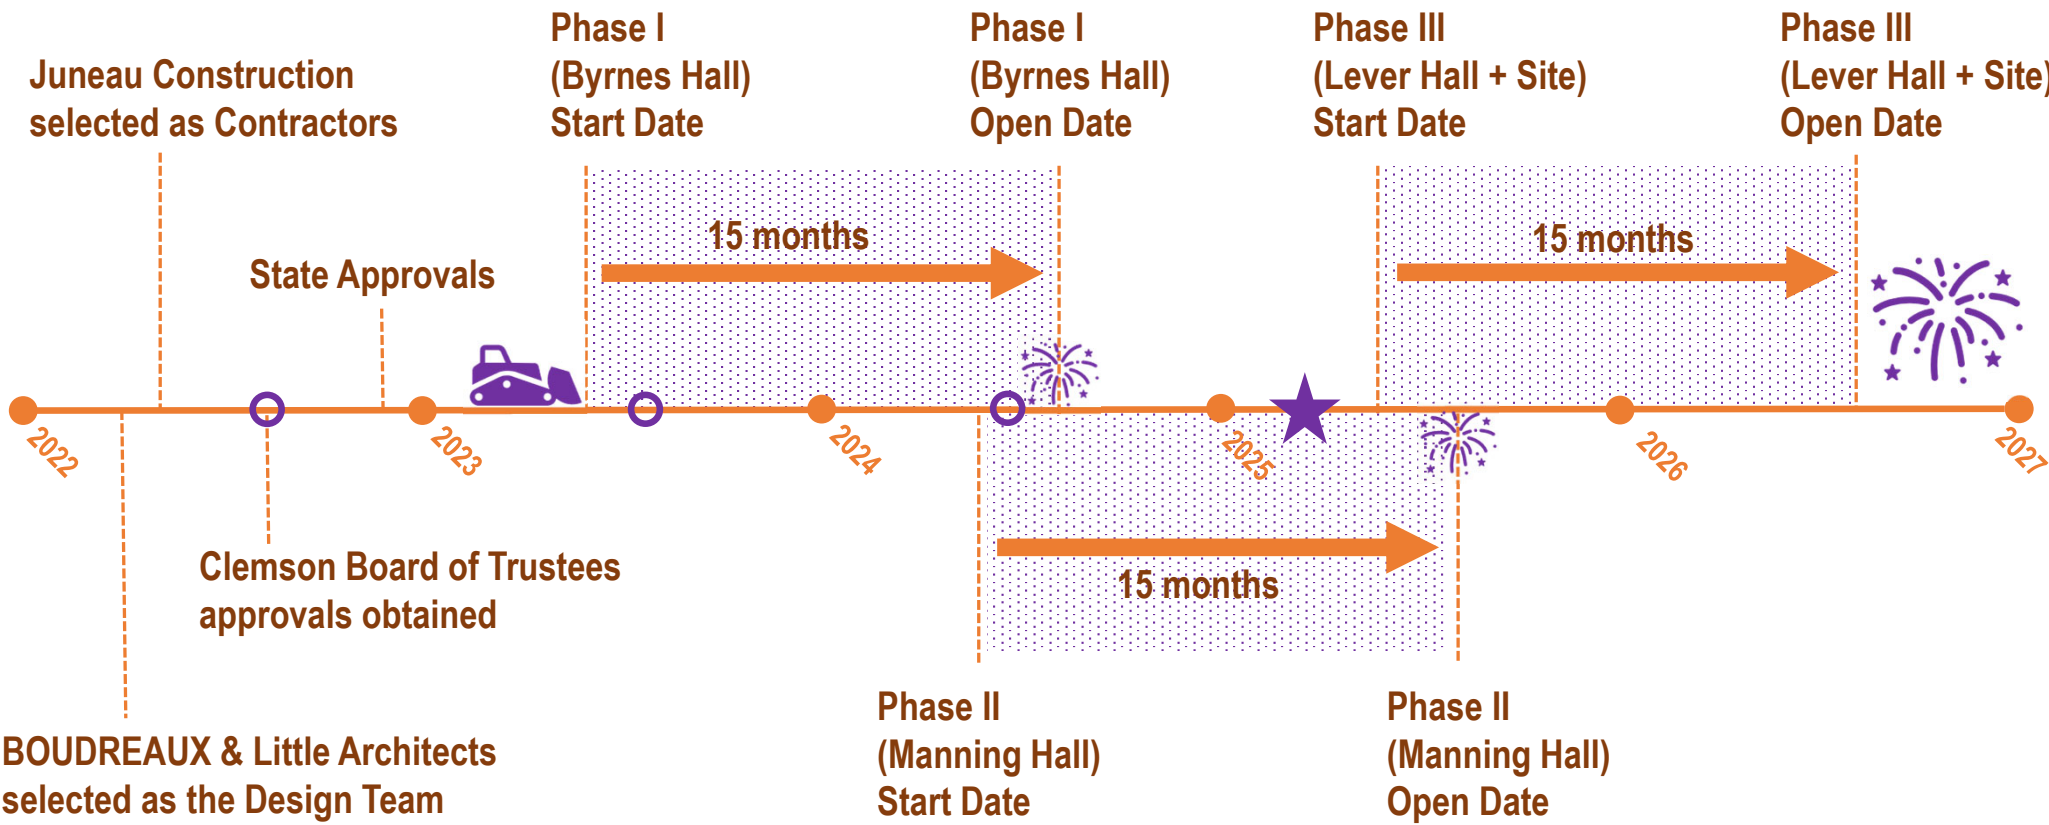 Juneau Construction
selected as Contractors
Phase I
(Byrnes Hall)
Start Date
Phase I
(Byrnes Hall)
Open Date
Phase III
(Lever Hall + Site)
Start Date
Phase III
(Lever Hall + Site)
Open Date
State Approvals
15 months
15 months
2022
2023
2024
2025
2026
2027
Clemson Board of Trustees
approvals obtained
15 months
BOUDREAUX & Little Architects
selected as the Design Team
Phase II
(Manning Hall)
Start Date
Phase II
(Manning Hall)
Open Date